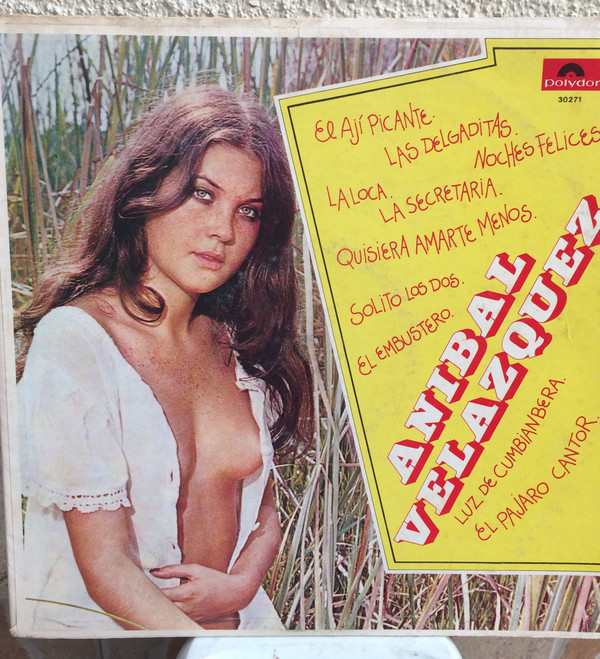 polydor
30271
EL AJÍ PICANTE.
LAS DELGADITAS.
NOCHES FELICES
LA LOCA.
LA SECRETARIA.
QUISIERA AMARTE MENOS.
SOLITO LOS DOS.
EL EMBUSTERO.
ANIBAL
VELAZQUEZ
LUZ DE CUMBIANBERA.
EL PAJARO CANTOR.